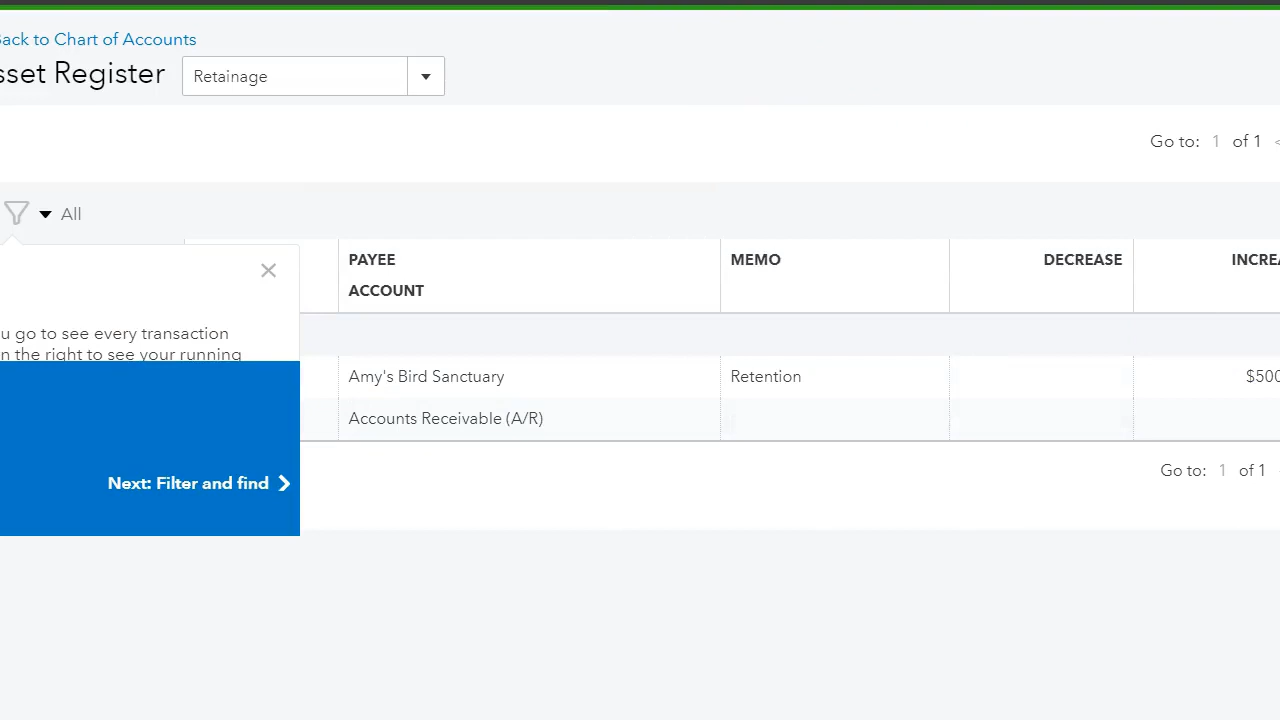 Back to Chart of Accounts
sset Register Retainage
Go to: 1 of 1 <
All
PAYEE MEMO DECREASE INCREA
ACCOUNT
u go to see every transaction
n the right to see your running
Amy's Bird Sanctuary Retention $500
Accounts Receivable (A/R)
Go to: 1 of 1
Next: Filter and find